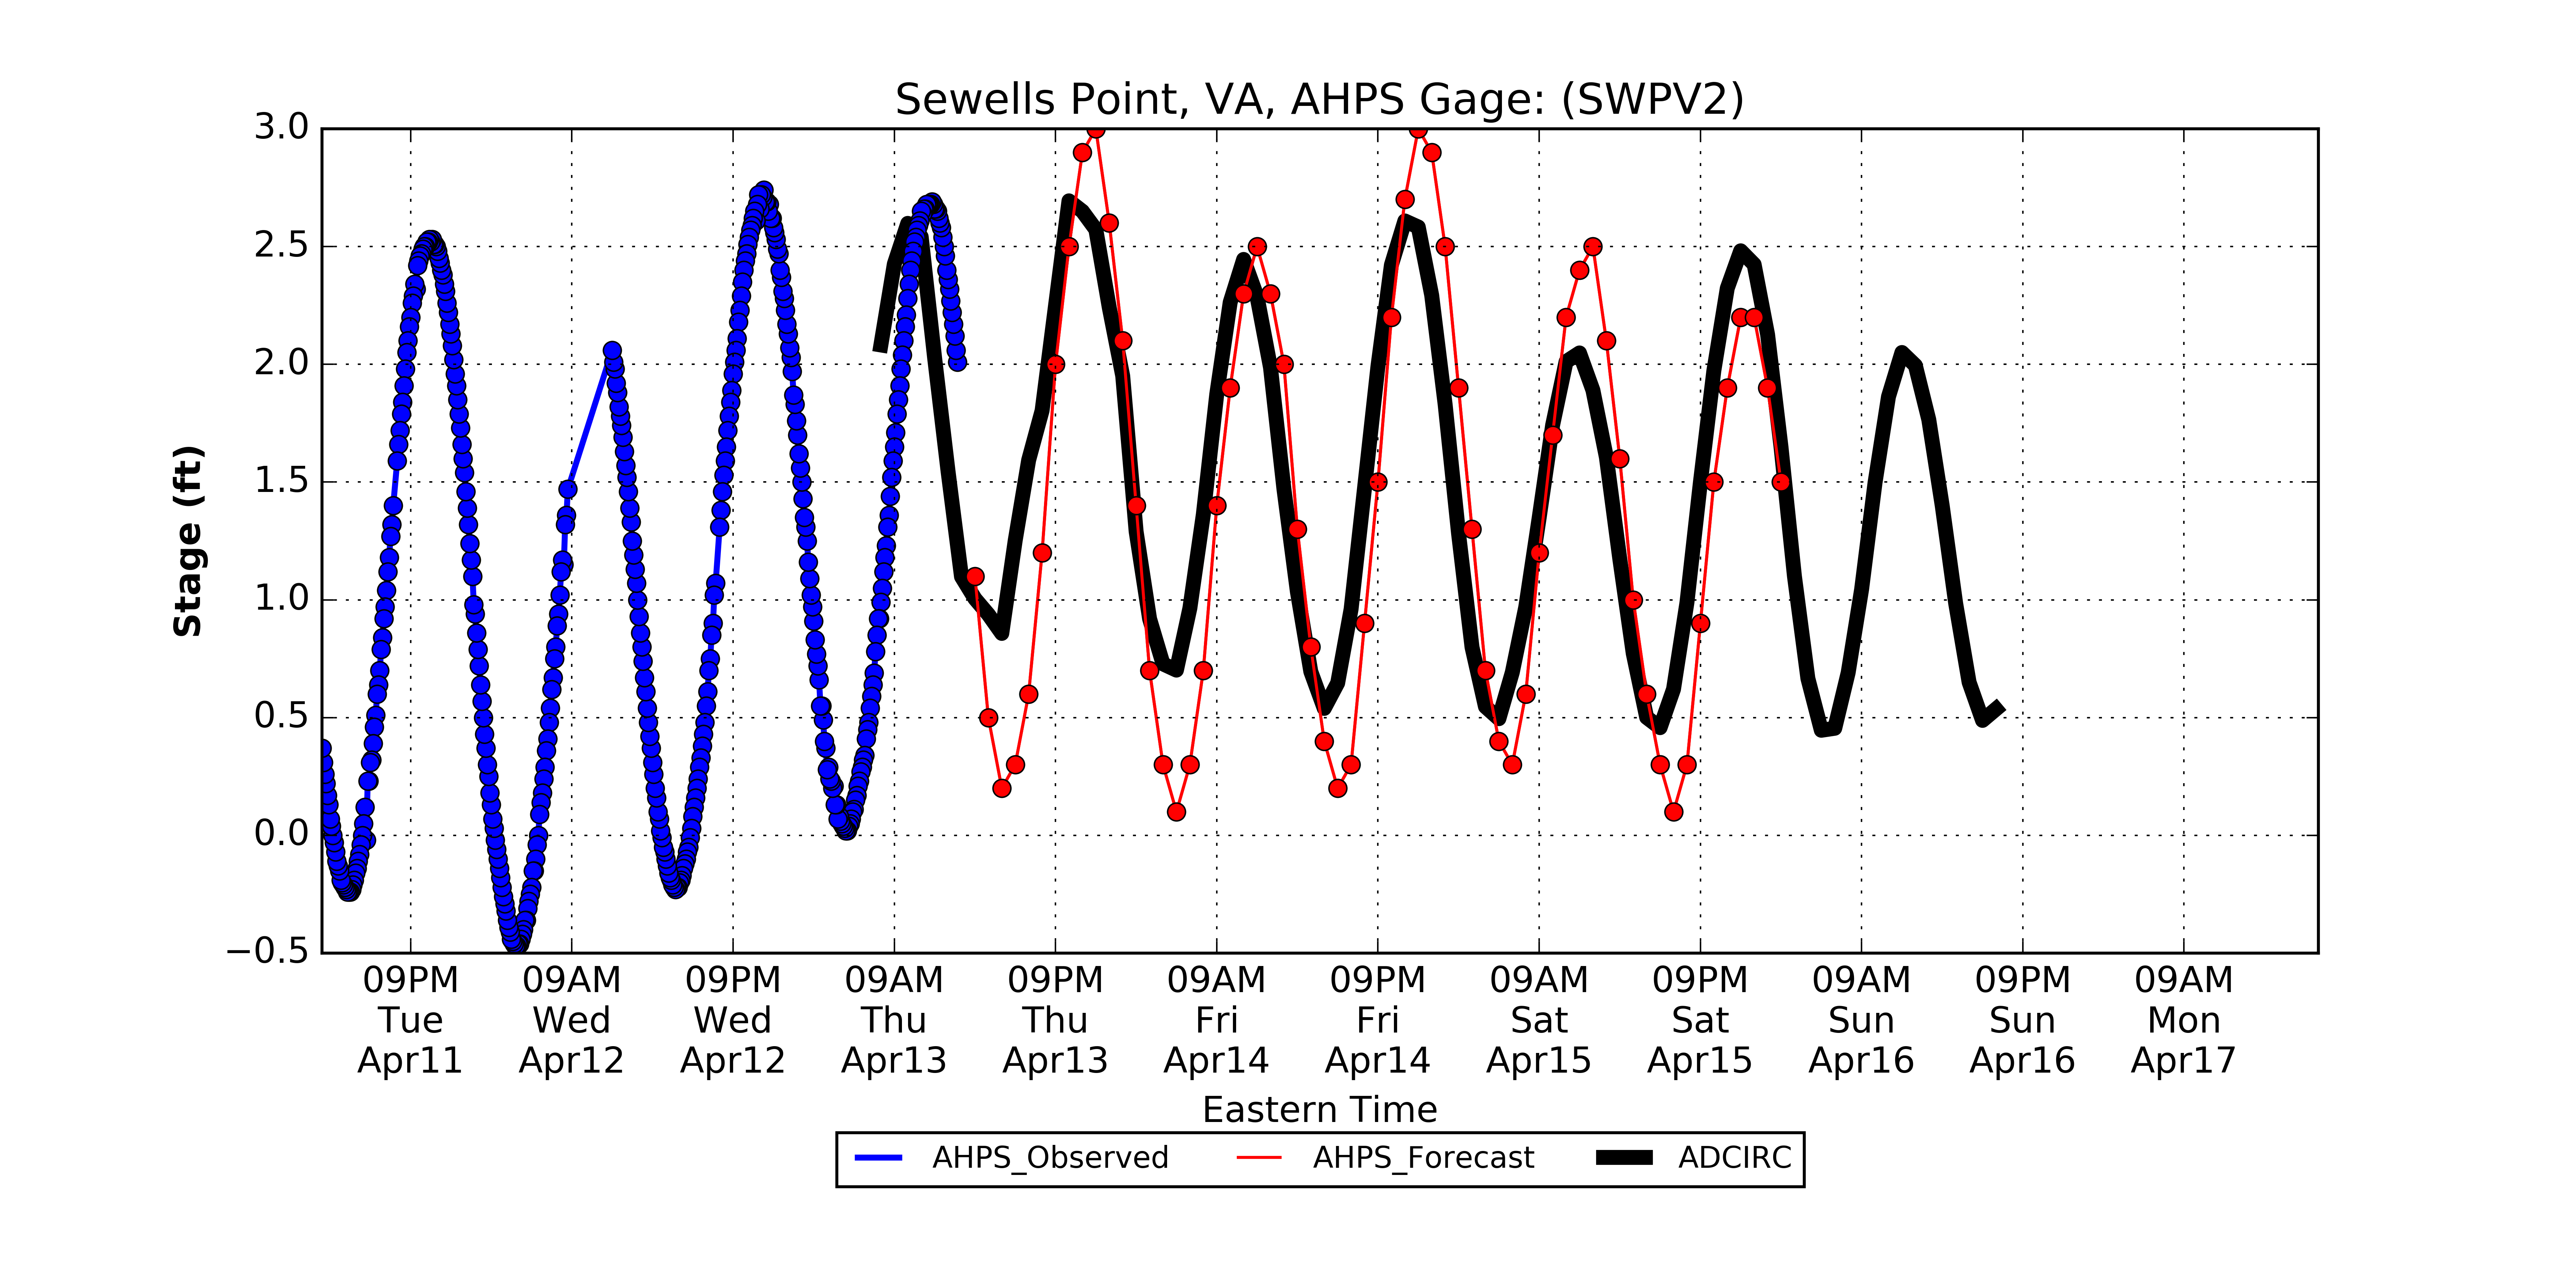 Sewells Point, VA, AHPS Gage: (SWPV2)
3.0
2.5
2.0
1.5
1.0
0.5
0.0
−0.5
Stage (ft)
09PM 09AM 09PM 09AM 09PM 09AM 09PM 09AM 09PM 09AM 09PM 09AM
Tue Wed Wed Thu Thu Fri Fri Sat Sat Sun Sun Mon
Apr11 Apr12 Apr12 Apr13 Apr13 Apr14 Apr14 Apr15 Apr15 Apr16 Apr16 Apr17
Eastern Time
AHPS_Observed AHPS_Forecast ADCIRC